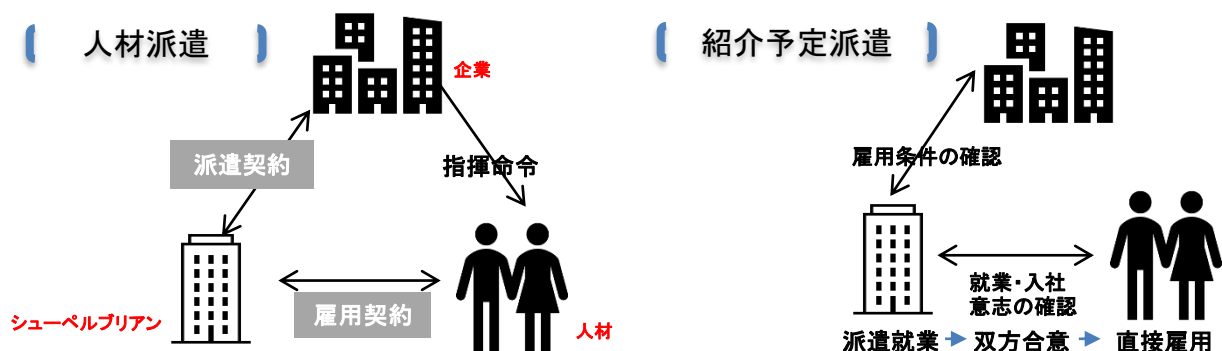 人材派遣
企業
派遣契約
指揮命令
雇用契約
シューペルブリアン
人材
紹介予定派遣
雇用条件の確認
就業・入社
意志の確認
派遣就業
双方合意
直接雇用